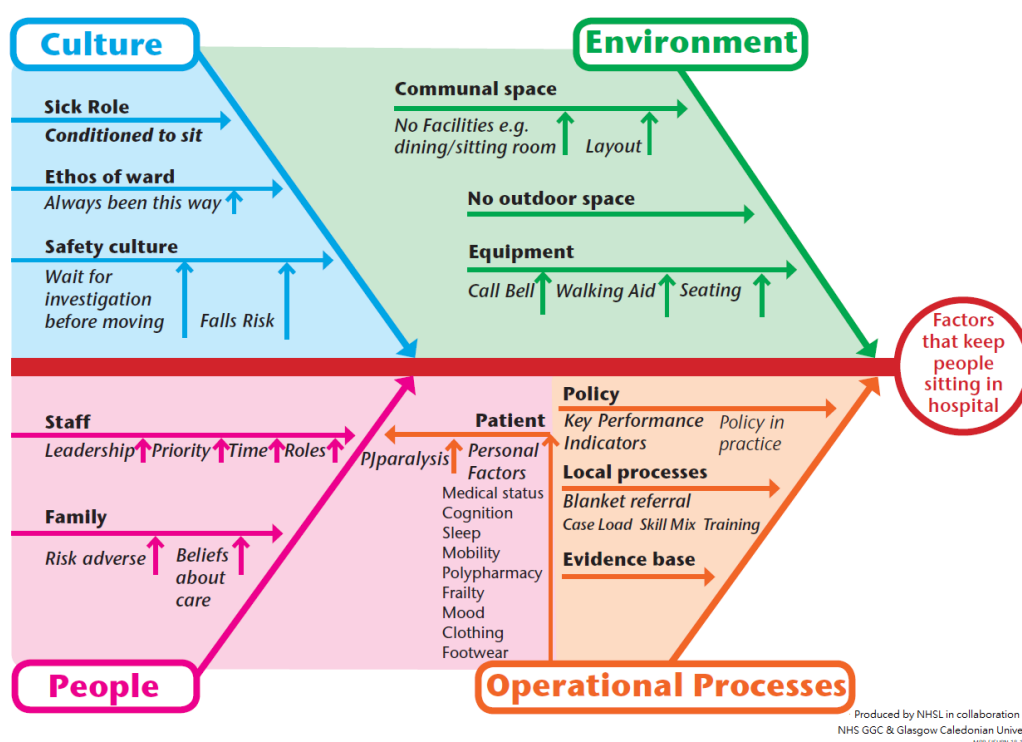 Culture
Environment
Sick Role
Conditioned to sit
Ethos of ward
Always been this way
Safety culture
Wait for
investigation
before moving
Falls Risk
Communal space
No Facilities e.g.
dining/sitting room
Layout
No outdoor space
Equipment
Call Bell
Walking Aid
Seating
Factors
that keep
people
sitting in
hospital
Staff
Leadership
Priority
Time
Roles
Family
Risk adverse
Beliefs
about
care
Patient
PJparalysis
Personal
Factors
Medical status
Cognition
Sleep
Mobility
Polypharmacy
Frailty
Mood
Clothing
Footwear
Policy
Key Performance
Indicators
Policy in
practice
Local processes
Blanket referral
Case Load Skill Mix Training
Evidence base
People
Operational Processes
Produced by NHSL in collaboration
NHS GGC & Glasgow Caledonian Unive